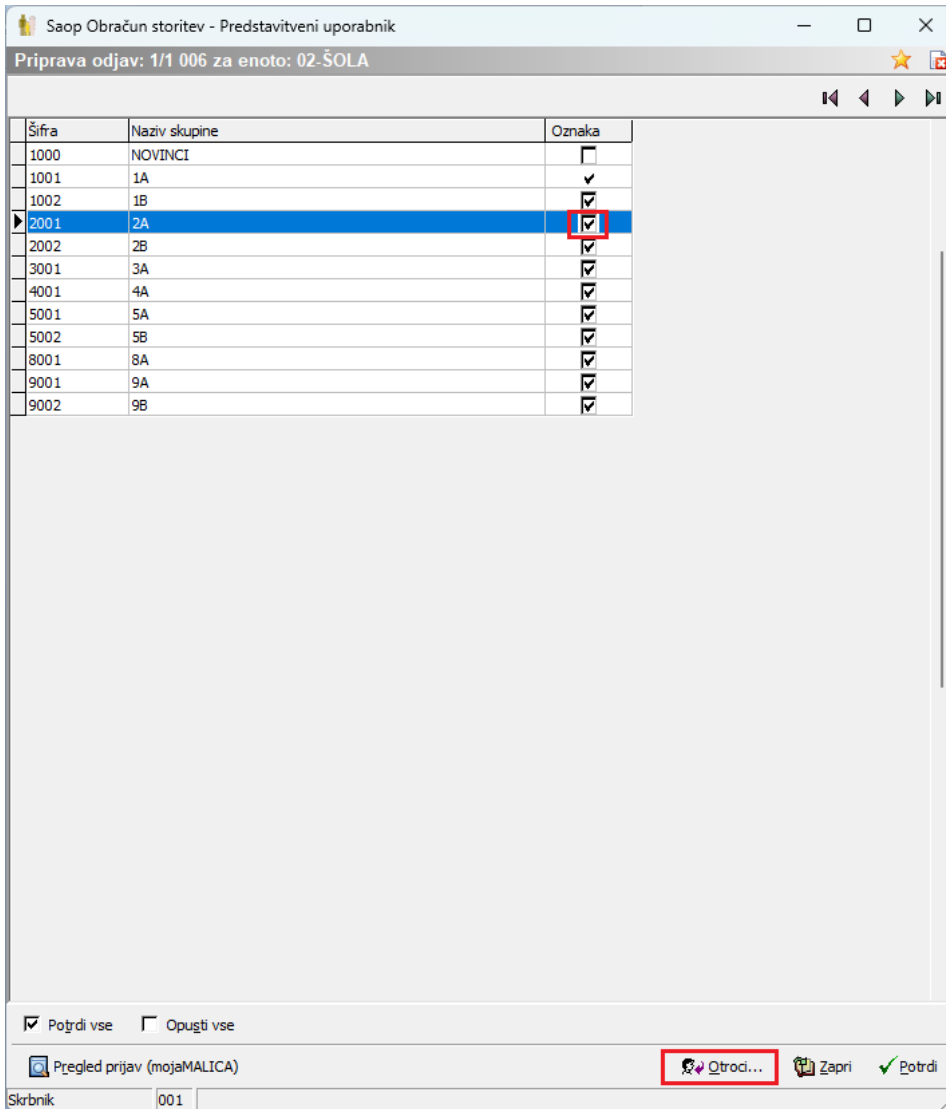 Saop Obračun storitev - Predstavitveni uporabnik
Priprava odjav: 1/1 006 za enoto: 02-ŠOLA
Šifra Naziv skupine Oznaka
1000 NOVINCI
1001 1A
1002 1B
2001 2A
2002 2B
3001 3A
4001 4A
5001 5A
5002 5B
8001 8A
9001 9A
9002 9B
Potrdi vse Opusti vse
Pregled prijav (mojaMALICA) Otroci... Zapri Potrdi
Skrbnik 001